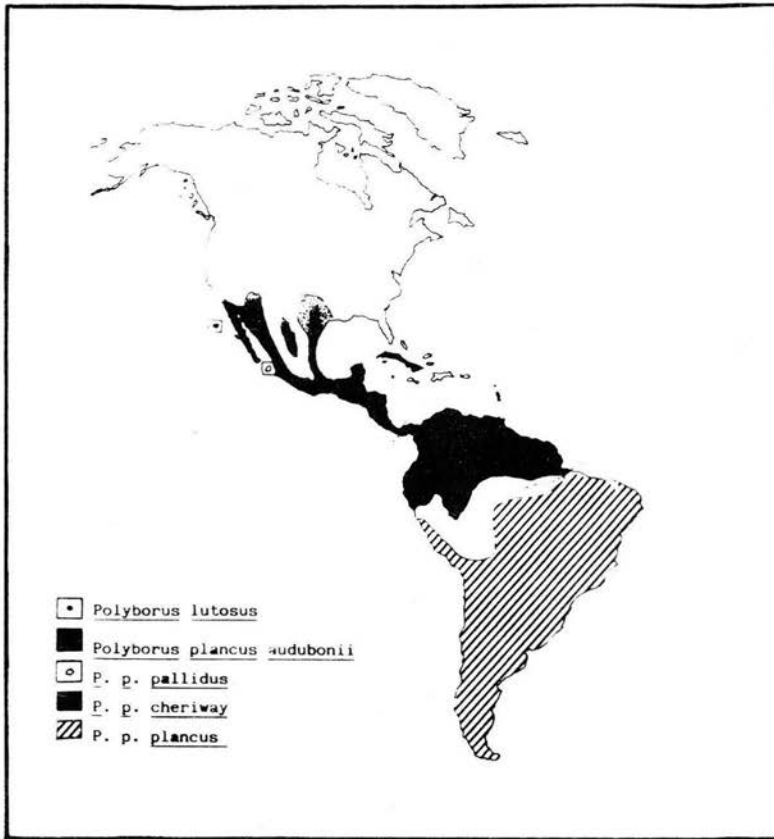 Polyborus lutosus
Polyborus plancus audubonii
P. p. pallidus
P. p. cheriway
P. p. plancus